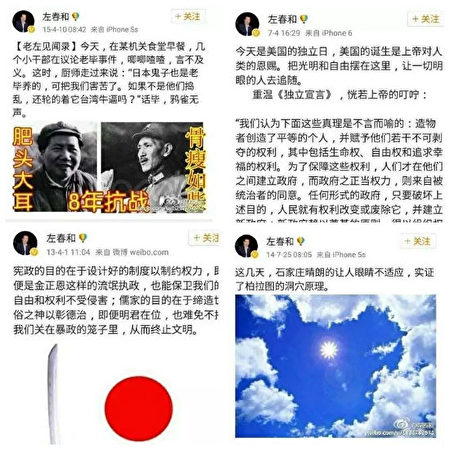 左春和
+关注
15-4-10 08:42 来自 iPhone 5s
【老左见闻录】今天，在某机关食堂早餐，几
个小干部在议论老毕事件，唧唧喳喳，言不及
义。这时，厨师走过来说：“日本鬼子也是老
毕养的，可把我们害苦了。如果不是他们捣
乱，还轮的着它台湾牛逼吗？”话毕，鸦雀无
声。
肥头大耳
骨瘦如柴
8年抗战
左春和
+关注
7-4 16:29 来自 iPhone 6
今天是美国的独立日，美国的诞生是上帝对人
类的恩赐。把光明和自由摆在这里，让一切明
眼的人去追随。
重温《独立宣言》，恍若上帝的叮咛：
“我们认为下面这些真理是不言而喻的：造物
者创造了平等的个人，并赋予他们若干不可剥
夺的权利，其中包括生命权、自由权和追求幸
福的权利。为了保障这些权利，人们才在他们
之间建立政府，而政府之正当权力，则来自被
统治者的同意。任何形式的政府，只要破坏上
述目的，人民就有权利改变或废除它，并建立
左春和
+关注
13-4-1 11:04 来自 微博 weibo.com
宪政的目的在于设计好的制度以制约权力，即
便是金正恩这样的流氓执政，也能保卫我们的
自由和权利不受侵害；儒家的目的在于缔造世
俗之神以彰德治，即便明君在位，也难免不把
我们关在暴政的笼子里，从而终止文明。
左春和
+关注
14-7-25 08:05 来自 iPhone 5s
这几天，石家庄晴朗的让人眼睛不适应，实证
了柏拉图的洞穴原理。